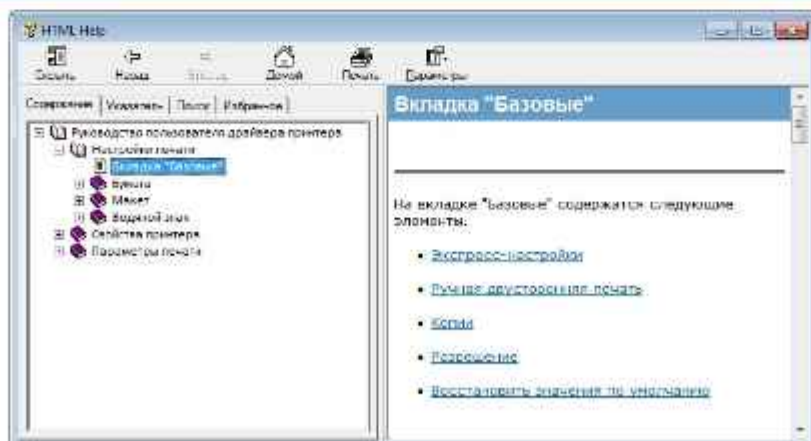 HTML Help
Скрыть Назад Вперед Домой Печать Параметры
Содержание Указатель Поиск Избранное
Руководство пользователя драйвера принтера
Настройки печати
Вкладка "Базовые"
Бумага
Макет
Водяной знак
Свойства принтера
Параметры печати
Вкладка "Базовые"
На вкладке "Базовые" содержатся следующие
элементы.
• Экспресс-настройки
• Ручная двусторонняя печать
• Копии
• Разрешение
• Восстановить значения по умолчанию